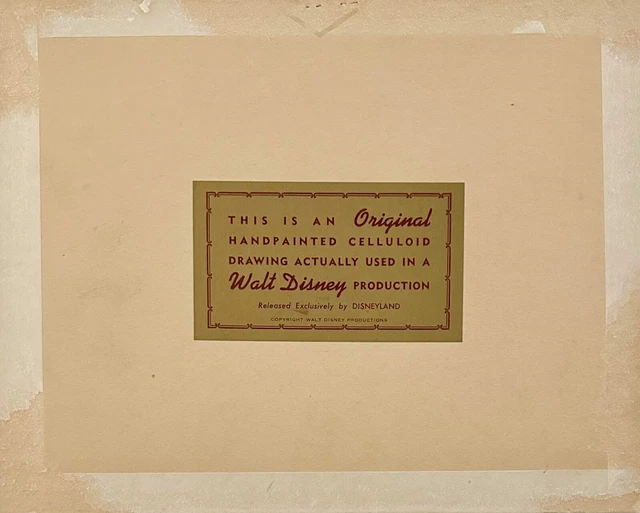 THIS IS AN Original
HANDPAINTED CELLULOID
DRAWING ACTUALLY USED IN A
Walt Disney PRODUCTION
Released Exclusively by DISNEYLAND
COPYRIGHT WALT DISNEY PRODUCTIONS